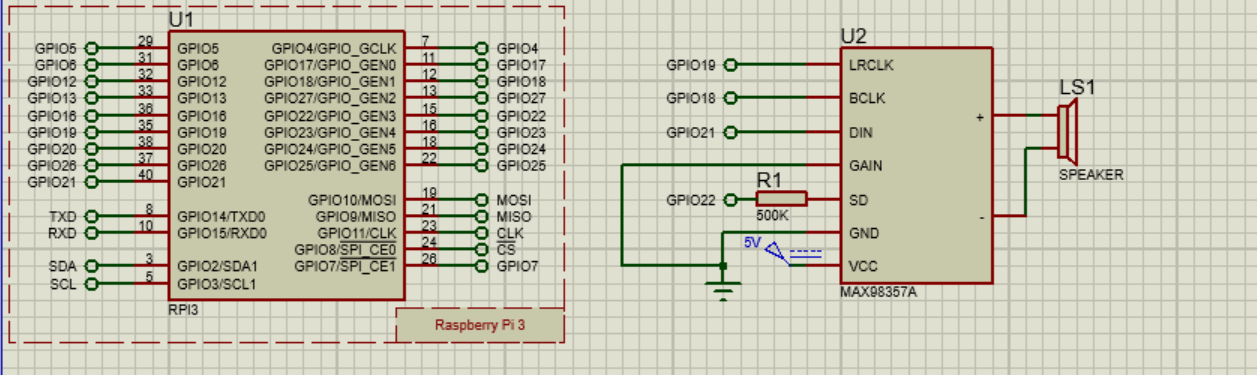 U1
GPIO5 29 GPIO5 GPIO4/GPIO_GCLK 7 GPIO4
GPIO6 31 GPIO6 GPIO17/GPIO_GEN0 11 GPIO17
GPIO12 32 GPIO12 GPIO18/GPIO_GEN1 12 GPIO18
GPIO13 33 GPIO13 GPIO27/GPIO_GEN2 13 GPIO27
GPIO16 36 GPIO16 GPIO22/GPIO_GEN3 15 GPIO22
GPIO19 35 GPIO19 GPIO23/GPIO_GEN4 16 GPIO23
GPIO20 38 GPIO20 GPIO24/GPIO_GEN5 18 GPIO24
GPIO26 37 GPIO26 GPIO25/GPIO_GEN6 22 GPIO25
GPIO21 40 GPIO21
GPIO10/MOSI 19 MOSI
TXD 8 GPIO14/TXD0 GPIO9/MISO 21 MISO
RXD 10 GPIO15/RXD0 GPIO11/CLK 23 CLK
GPIO8/SPI_CE0 24 CS
SDA 3 GPIO2/SDA1 GPIO7/SPI_CE1 26 GPIO7
SCL 5 GPIO3/SCL1
RPI3
Raspberry Pi 3
U2
GPIO19 LRCLK
GPIO18 BCLK
GPIO21 DIN
GAIN
R1
GPIO22 SD
500K
GND
5V
VCC
MAX98357A
+
-
LS1
SPEAKER